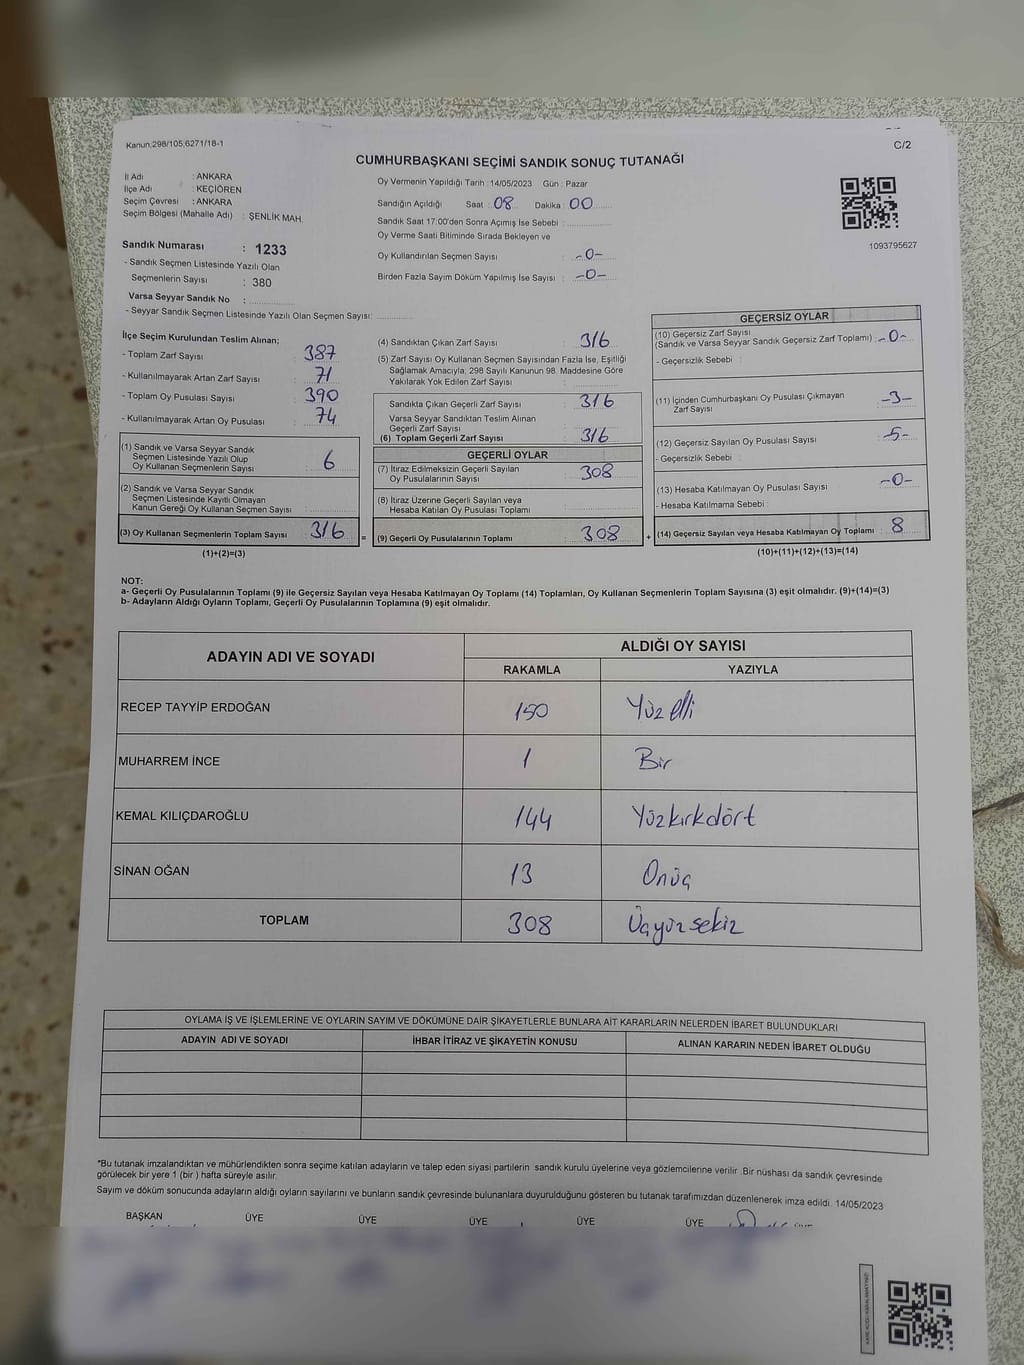 Kanun,298/105,6271/18-1
C/2
CUMHURBAŞKANI SEÇİMİ SANDIK SONUÇ TUTANAĞI
İl Adı : ANKARA
İlçe Adı : KEÇİÖREN
Seçim Çevresi : ANKARA
Seçim Bölgesi (Mahalle Adı) : ŞENLİK MAH.
Sandık Numarası : 1233
- Sandık Seçmen Listesinde Yazılı Olan
Seçmenlerin Sayısı : 380
Varsa Seyyar Sandık No :
- Seyyar Sandık Seçmen Listesinde Yazılı Olan Seçmen Sayısı:
Oy Vermenin Yapıldığı Tarih : 14/05/2023 Gün : Pazar
Sandığın Açıldığı Saat : 08 Dakika : 00
Sandık Saat 17:00'den Sonra Açımış İse Sebebi :
Oy Verme Saati Bitiminde Sırada Bekleyen ve
Oy Kullandırılan Seçmen Sayısı : -0-
Birden Fazla Sayım Döküm Yapılmış İse Sayısı : -0-
1093795627
İlçe Seçim Kurulundan Teslim Alınan;
- Toplam Zarf Sayısı : 387
- Kullanılmayarak Artan Zarf Sayısı : 71
- Toplam Oy Pusulası Sayısı : 390
- Kullanılmayarak Artan Oy Pusulası : 74
(1) Sandık ve Varsa Seyyar Sandık
Seçmen Listesinde Yazılı Olup
Oy Kullanan Seçmenlerin Sayısı : 6
(2) Sandık ve Varsa Seyyar Sandık
Seçmen Listesinde Kayıtlı Olmayan
Kanun Gereği Oy Kullanan Seçmen Sayısı :
(3) Oy Kullanan Seçmenlerin Toplam Sayısı : 316 =
(1)+(2)=(3)
(4) Sandıktan Çıkan Zarf Sayısı : 316
(5) Zarf Sayısı Oy Kullanan Seçmen Sayısından Fazla İse, Eşitliği
Sağlamak Amacıyla, 298 Sayılı Kanunun 98. Maddesine Göre
Yakılarak Yok Edilen Zarf Sayısı :
Sandıkta Çıkan Geçerli Zarf Sayısı : 316
Varsa Seyyar Sandıktan Teslim Alınan
Geçerli Zarf Sayısı :
(6) Toplam Geçerli Zarf Sayısı : 316
GEÇERLİ OYLAR
(7) İtiraz Edilmeksizin Geçerli Sayılan
Oy Pusulalarının Sayısı : 308
(8) İtiraz Üzerine Geçerli Sayılan veya
Hesaba Katılan Oy Pusulası Toplamı :
(9) Geçerli Oy Pusulalarının Toplamı : 308 +
GEÇERSİZ OYLAR
(10) Geçersiz Zarf Sayısı
(Sandık ve Varsa Seyyar Sandık Geçersiz Zarf Toplamı) : -0-
- Geçersizlik Sebebi :
(11) İçinden Cumhurbaşkanı Oy Pusulası Çıkmayan
Zarf Sayısı : -3-
(12) Geçersiz Sayılan Oy Pusulası Sayısı : -5-
- Geçersizlik Sebebi :
(13) Hesaba Katılmayan Oy Pusulası Sayısı : -0-
- Hesaba Katılmama Sebebi :
(14) Geçersiz Sayılan veya Hesaba Katılmayan Oy Toplamı : 8
(10)+(11)+(12)+(13)=(14)
NOT:
a- Geçerli Oy Pusulalarının Toplamı (9) ile Geçersiz Sayılan veya Hesaba Katılmayan Oy Toplamı (14) Toplamları, Oy Kullanan Seçmenlerin Toplam Sayısına (3) eşit olmalıdır. (9)+(14)=(3)
b- Adayların Aldığı Oyların Toplamı, Geçerli Oy Pusulalarının Toplamına (9) eşit olmalıdır.
ADAYIN ADI VE SOYADI
ALDIĞI OY SAYISI
RAKAMLA YAZIYLA
RECEP TAYYİP ERDOĞAN 150 Yüz elli
MUHARREM İNCE 1 Bir
KEMAL KILIÇDAROĞLU 144 Yüzkırkdört
SİNAN OĞAN 13 Onüç
TOPLAM 308 Üçyüz sekiz
OYLAMA İŞ VE İŞLEMLERİNE VE OYLARIN SAYIM VE DÖKÜMÜNE DAİR ŞİKAYETLERLE BUNLARA AİT KARARLARIN NELERDEN İBARET BULUNDUKLARI
ADAYIN ADI VE SOYADI İHBAR İTİRAZ VE ŞİKAYETİN KONUSU ALINAN KARARIN NEDEN İBARET OLDUĞU
*Bu tutanak imzalandıktan ve mühürlendikten sonra seçime katılan adayların ve talep eden siyasi partilerin sandık kurulu üyelerine veya gözlemcilerine verilir .Bir nüshası da sandık çevresinde
görülecek bir yere 1 (bir ) hafta süreyle asılır.
Sayım ve döküm sonucunda adayların aldığı oyların sayılarını ve bunların sandık çevresinde bulunanlara duyurulduğunu gösteren bu tutanak tarafımızdan düzenlenerek imza edildi. 14/05/2023
BAŞKAN ÜYE ÜYE ÜYE ÜYE ÜYE ÜYE